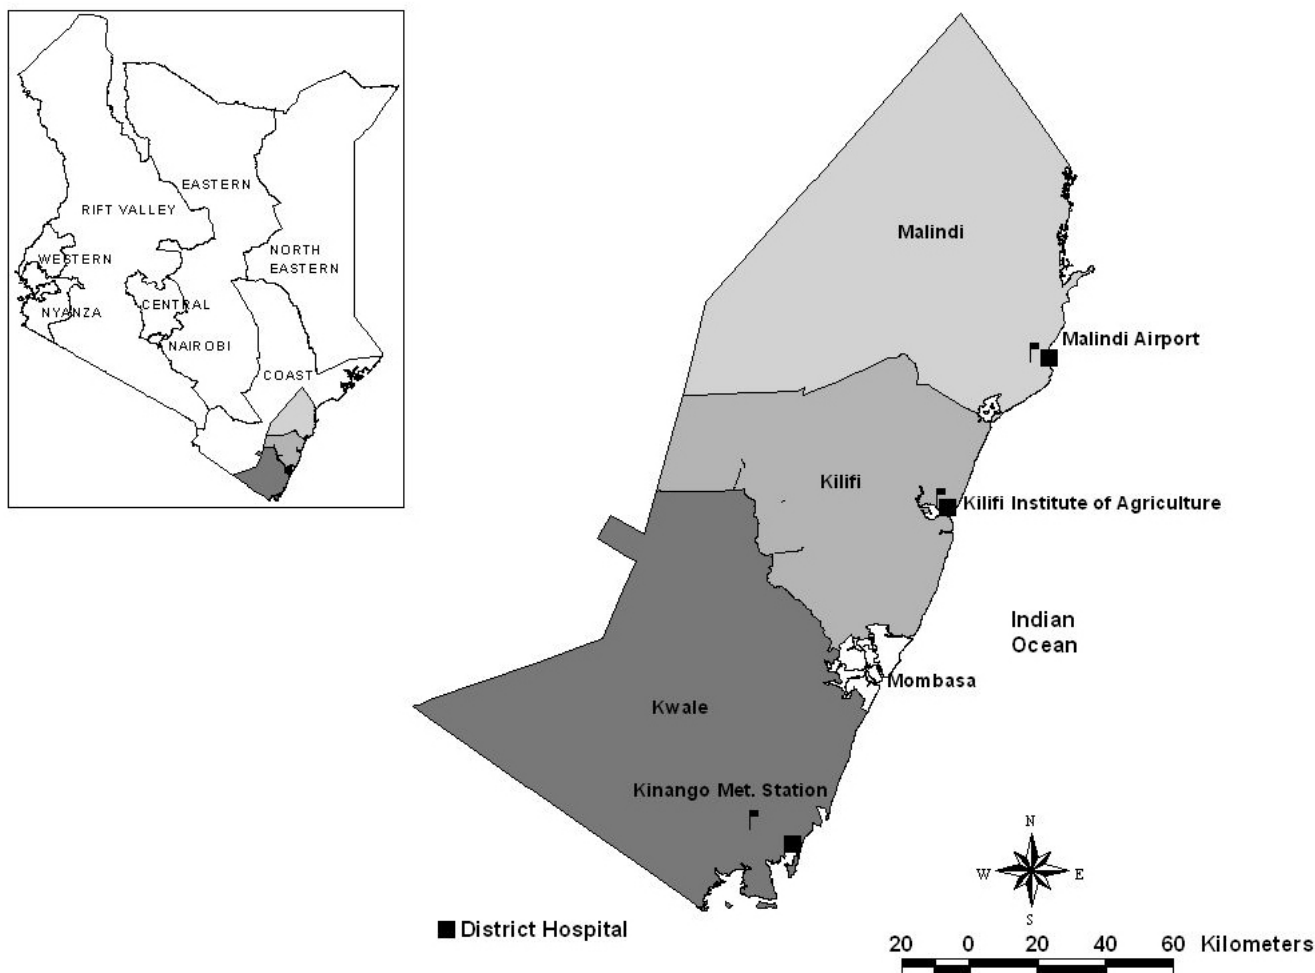 EASTERN
RIFT VALLEY
WESTERN
NORTH
EASTERN
NYANZA
CENTRAL
NAIROBI
COAST
Malindi
Malindi Airport
Kilifi
Kilifi Institute of Agriculture
Indian
Ocean
Mombasa
Kwale
Kinango Met. Station
N
W E
S
District Hospital
20 0 20 40 60 Kilometers